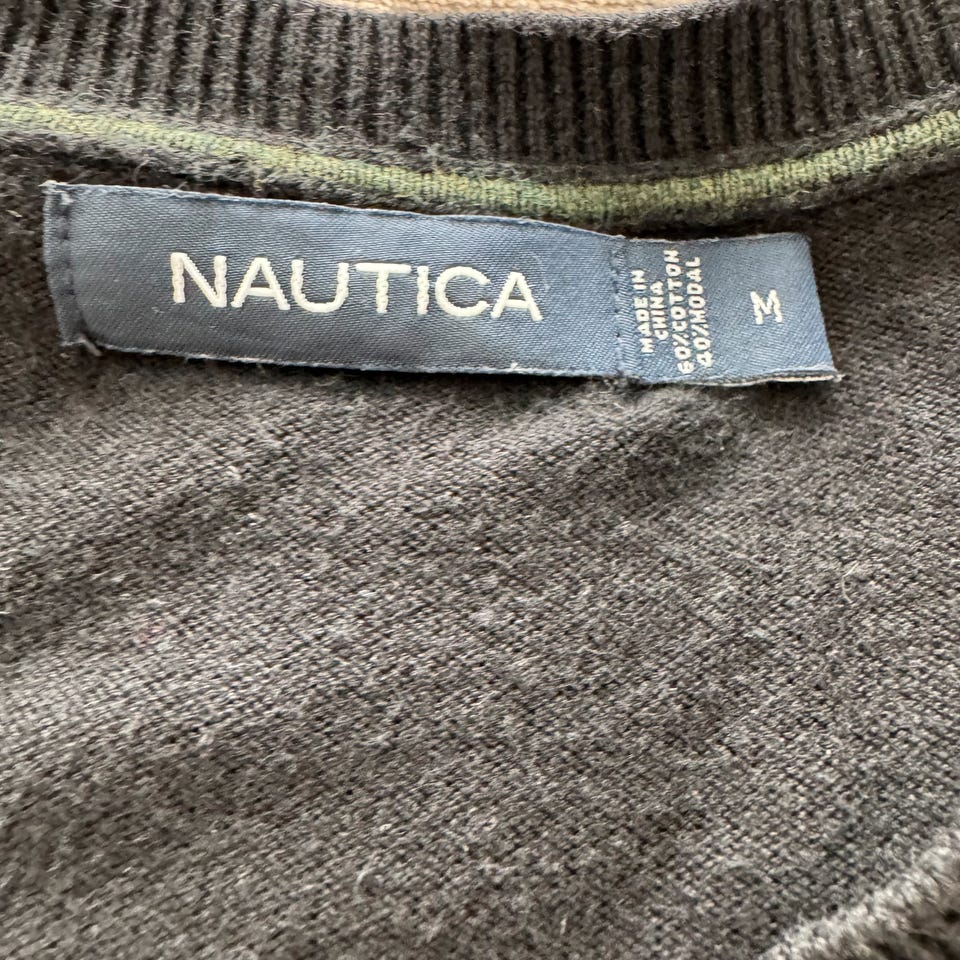 NAUTICA
MADE IN
CHINA
60%COTTON
40%MODAL
M